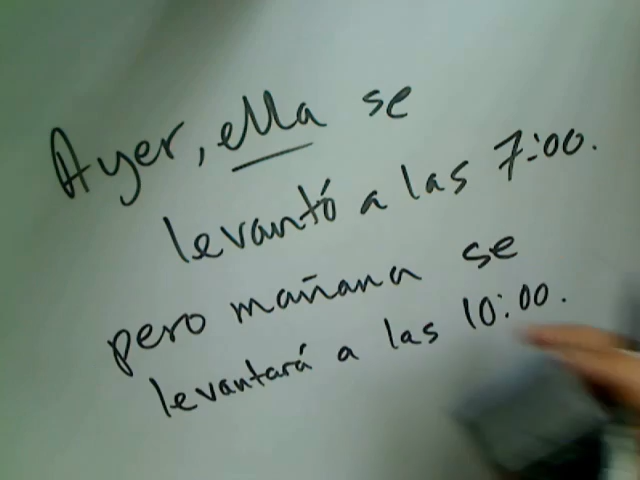 Ayer, ella se
levantó a las 7:00.
pero mañana se
levantará a las 10:00.